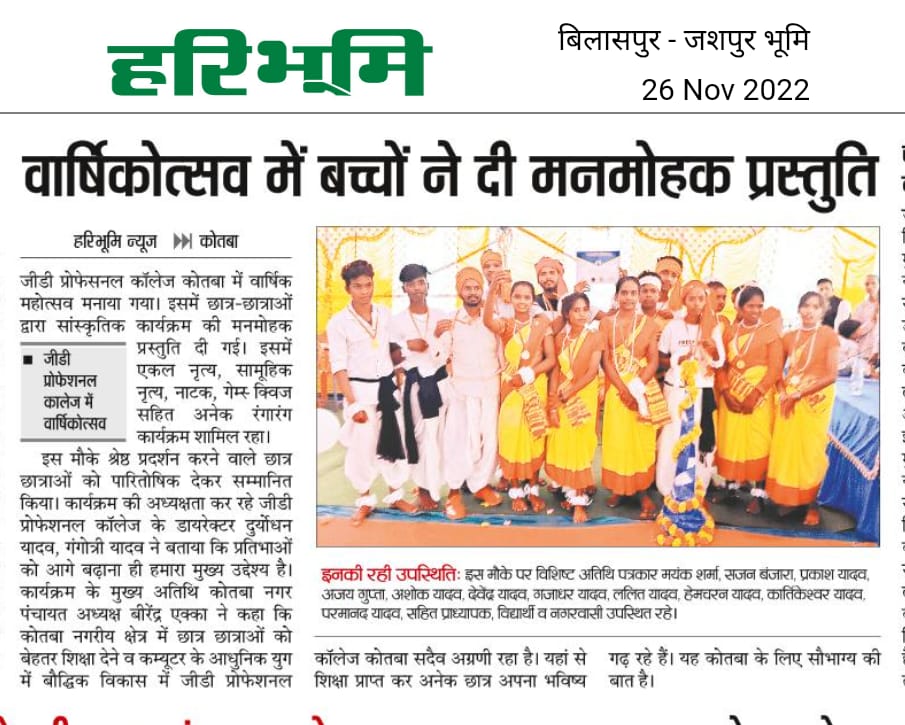 हरिभूमि
बिलासपुर - जशपुर भूमि
26 Nov 2022
वार्षिकोत्सव में बच्चों ने दी मनमोहक प्रस्तुति
हरिभूमि न्यूज ▶▶| कोतबा
जीडी प्रोफेसनल कॉलेज कोतबा में वार्षिक
महोत्सव मनाया गया। इसमें छात्र-छात्राओं
द्वारा सांस्कृतिक कार्यक्रम की मनमोहक
प्रस्तुति दी गई। इसमें
एकल नृत्य, सामूहिक
नृत्य, नाटक, गेम्स क्विज
सहित अनेक रंगारंग
कार्यक्रम शामिल रहा।
■ जीडी
प्रोफेशनल
कालेज में
वार्षिकोत्सव
इस मौके श्रेष्ठ प्रदर्शन करने वाले छात्र
छात्राओं को पारितोषिक देकर सम्मानित
किया। कार्यक्रम की अध्यक्षता कर रहे जीडी
प्रोफेशनल कॉलेज के डायरेक्टर दुर्योधन
यादव, गंगोत्री यादव ने बताया कि प्रतिभाओं
को आगे बढ़ाना ही हमारा मुख्य उद्देश्य है।
कार्यक्रम के मुख्य अतिथि कोतबा नगर
पंचायत अध्यक्ष बीरेंद्र एक्का ने कहा कि
कोतबा नगरीय क्षेत्र में छात्र छात्राओं को
बेहतर शिक्षा देने व कम्यूटर के आधुनिक युग
में बौद्धिक विकास में जीडी प्रोफेशनल
इनकी रही उपस्थिति: इस मौके पर विशिष्ट अतिथि पत्रकार मयंक शर्मा, सजन बंजारा, प्रकाश यादव,
अजय गुप्ता, अशोक यादव, देवेंद्र यादव, गजाधर यादव, ललित यादव, हेमचरन यादव, कार्तिकेश्वर यादव,
परमानंद यादव, सहित प्राध्यापक, विद्यार्थी व नगरवासी उपस्थित रहे।
कॉलेज कोतबा सदैव अग्रणी रहा है। यहां से
शिक्षा प्राप्त कर अनेक छात्र अपना भविष्य
गढ़ रहे हैं। यह कोतबा के लिए सौभाग्य की
बात है।